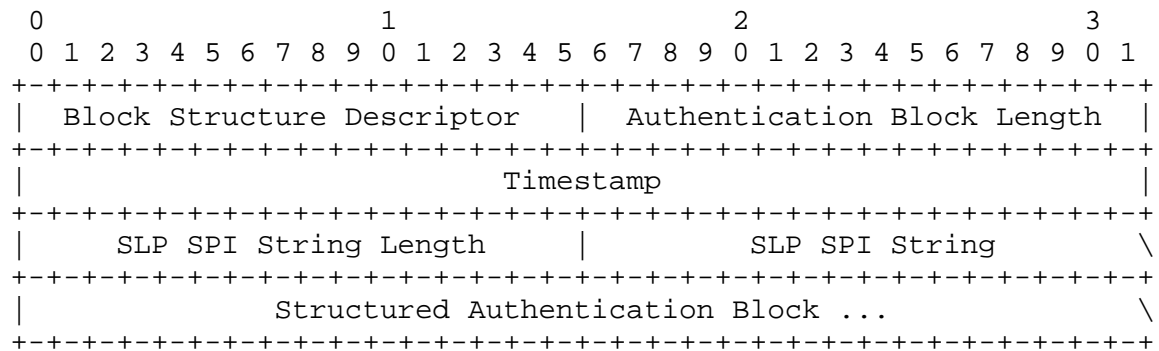 0                   1                   2                   3
 0 1 2 3 4 5 6 7 8 9 0 1 2 3 4 5 6 7 8 9 0 1 2 3 4 5 6 7 8 9 0 1
+-+-+-+-+-+-+-+-+-+-+-+-+-+-+-+-+-+-+-+-+-+-+-+-+-+-+-+-+-+-+-+-+
|  Block Structure Descriptor   |  Authentication Block Length  |
+-+-+-+-+-+-+-+-+-+-+-+-+-+-+-+-+-+-+-+-+-+-+-+-+-+-+-+-+-+-+-+-+
|                           Timestamp                           |
+-+-+-+-+-+-+-+-+-+-+-+-+-+-+-+-+-+-+-+-+-+-+-+-+-+-+-+-+-+-+-+-+
|     SLP SPI String Length     |         SLP SPI String        \
+-+-+-+-+-+-+-+-+-+-+-+-+-+-+-+-+-+-+-+-+-+-+-+-+-+-+-+-+-+-+-+-+
|              Structured Authentication Block ...              \
+-+-+-+-+-+-+-+-+-+-+-+-+-+-+-+-+-+-+-+-+-+-+-+-+-+-+-+-+-+-+-+-+